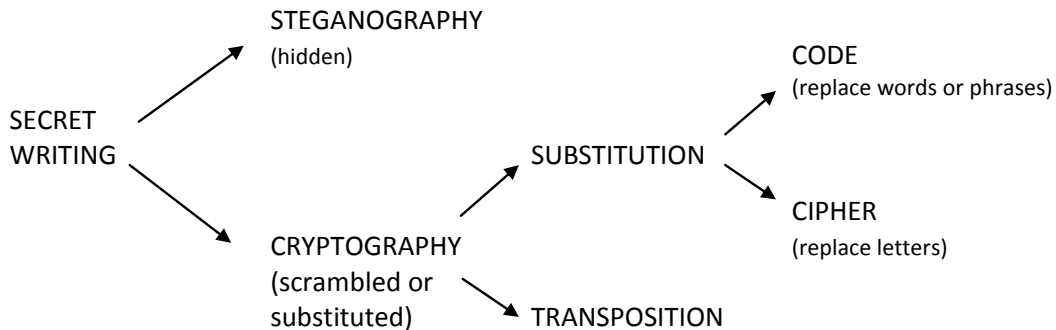 STEGANOGRAPHY
(hidden)
SECRET
WRITING
CRYPTOGRAPHY
(scrambled or
substituted)
SUBSTITUTION
TRANSPOSITION
CODE
(replace words or phrases)
CIPHER
(replace letters)